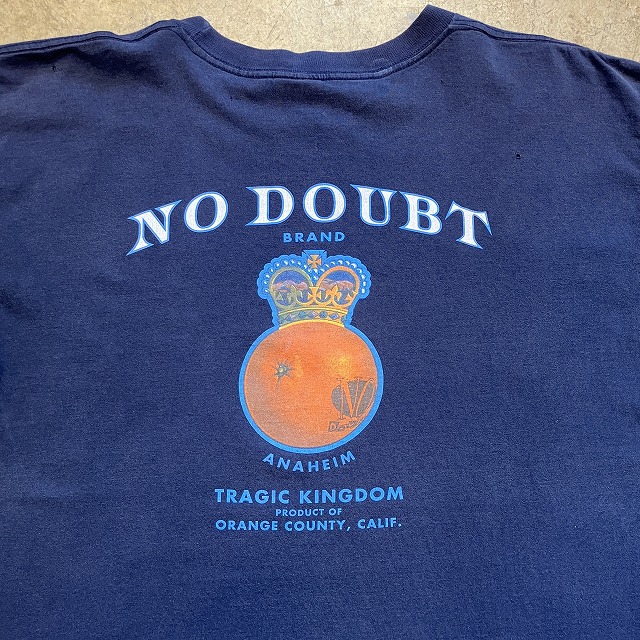 NO DOUBT
BRAND
ANAHEIM
TRAGIC KINGDOM
PRODUCT OF
ORANGE COUNTY, CALIF.